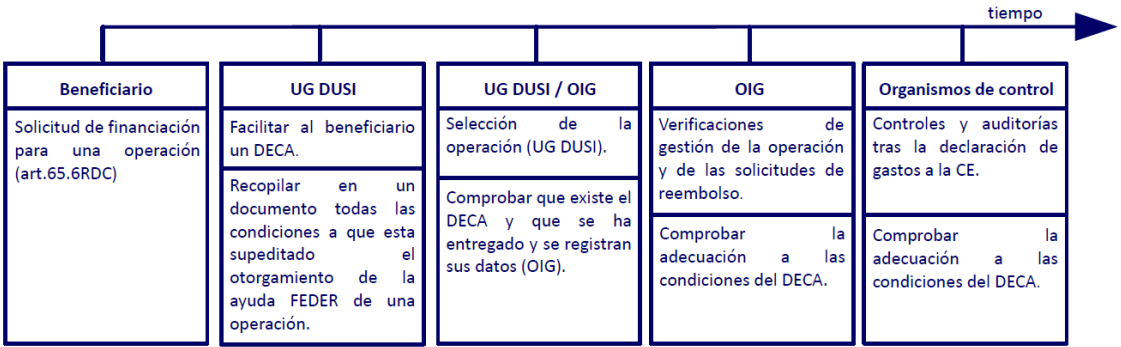 tiempo
Beneficiario
Solicitud de financiación
para una operación
(art.65.6RDC)
UG DUSI
Facilitar al beneficiario
un DECA.
Recopilar en un
documento todas las
condiciones a que esta
supeditado el
otorgamiento de la
ayuda FEDER de una
operación.
UG DUSI / OIG
Selección de la
operación (UG DUSI).
Comprobar que existe el
DECA y que se ha
entregado y se registran
sus datos (OIG).
OIG
Verificaciones de
gestión de la operación
y de las solicitudes de
reembolso.
Comprobar la
adecuación a las
condiciones del DECA.
Organismos de control
Controles y auditorías
tras la declaración de
gastos a la CE.
Comprobar la
adecuación a las
condiciones del DECA.